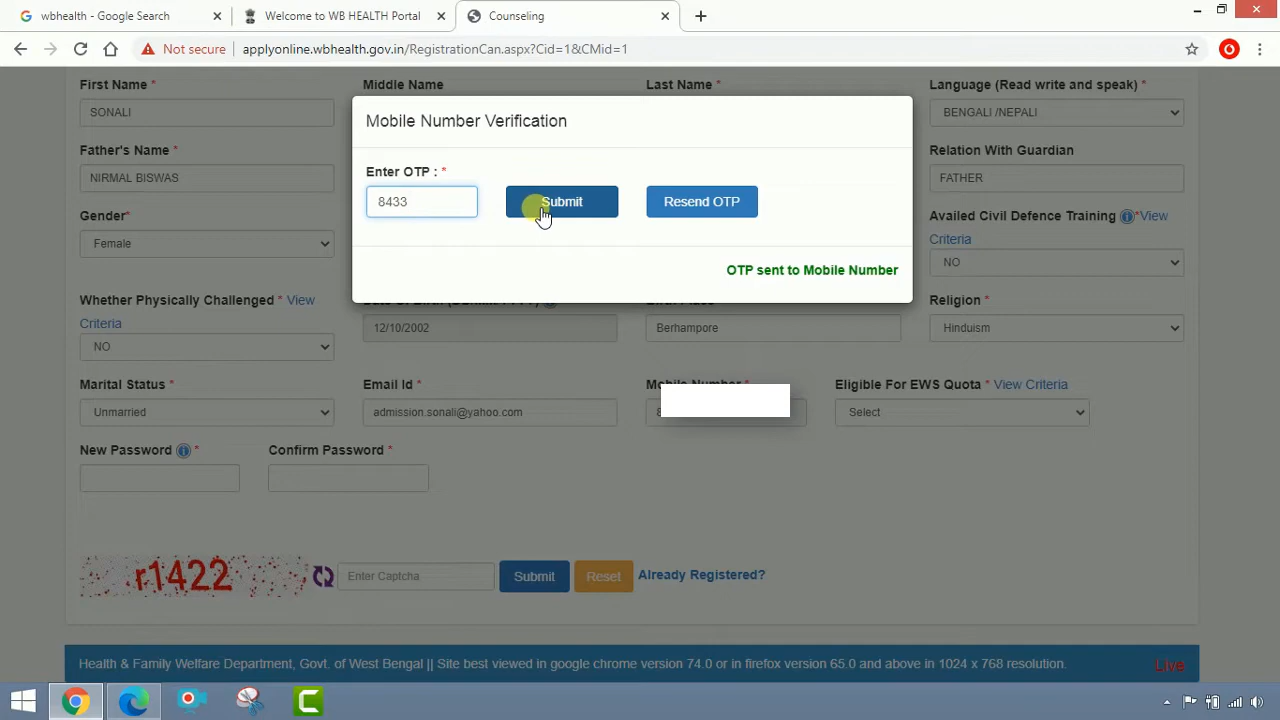 wbhealth - Google Search
Welcome to WB HEALTH Portal
Counseling
Not secure
applyonline.wbhealth.gov.in/RegistrationCan.aspx?Cid=1&CMid=1
First Name *
Middle Name
Last Name *
Language (Read write and speak) *
SONALI
BENGALI /NEPALI
Mobile Number Verification
Father's Name *
Relation With Guardian
Enter OTP : *
NIRMAL BISWAS
FATHER
8433
Submit
Resend OTP
Gender*
Availed Civil Defence Training *View
Criteria
Female
NO
OTP sent to Mobile Number
Whether Physically Challenged * View
Criteria
Religion *
12/10/2002
Berhampore
Hinduism
NO
Marital Status *
Email Id *
Mobile Number *
Eligible For EWS Quota * View Criteria
Unmarried
admission.sonali@yahoo.com
8
Select
New Password *
Confirm Password *
r1422
Enter Captcha
Submit
Reset
Already Registered?
Health & Family Welfare Department, Govt. of West Bengal || Site best viewed in google chrome version 74.0 or in firefox version 65.0 and above in 1024 x 768 resolution.
Live